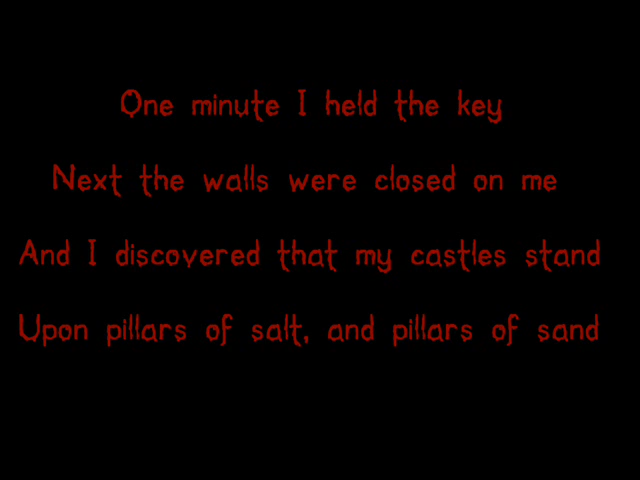 One minute I held the key
Next the walls were closed on me
And I discovered that my castles stand
Upon pillars of salt, and pillars of sand